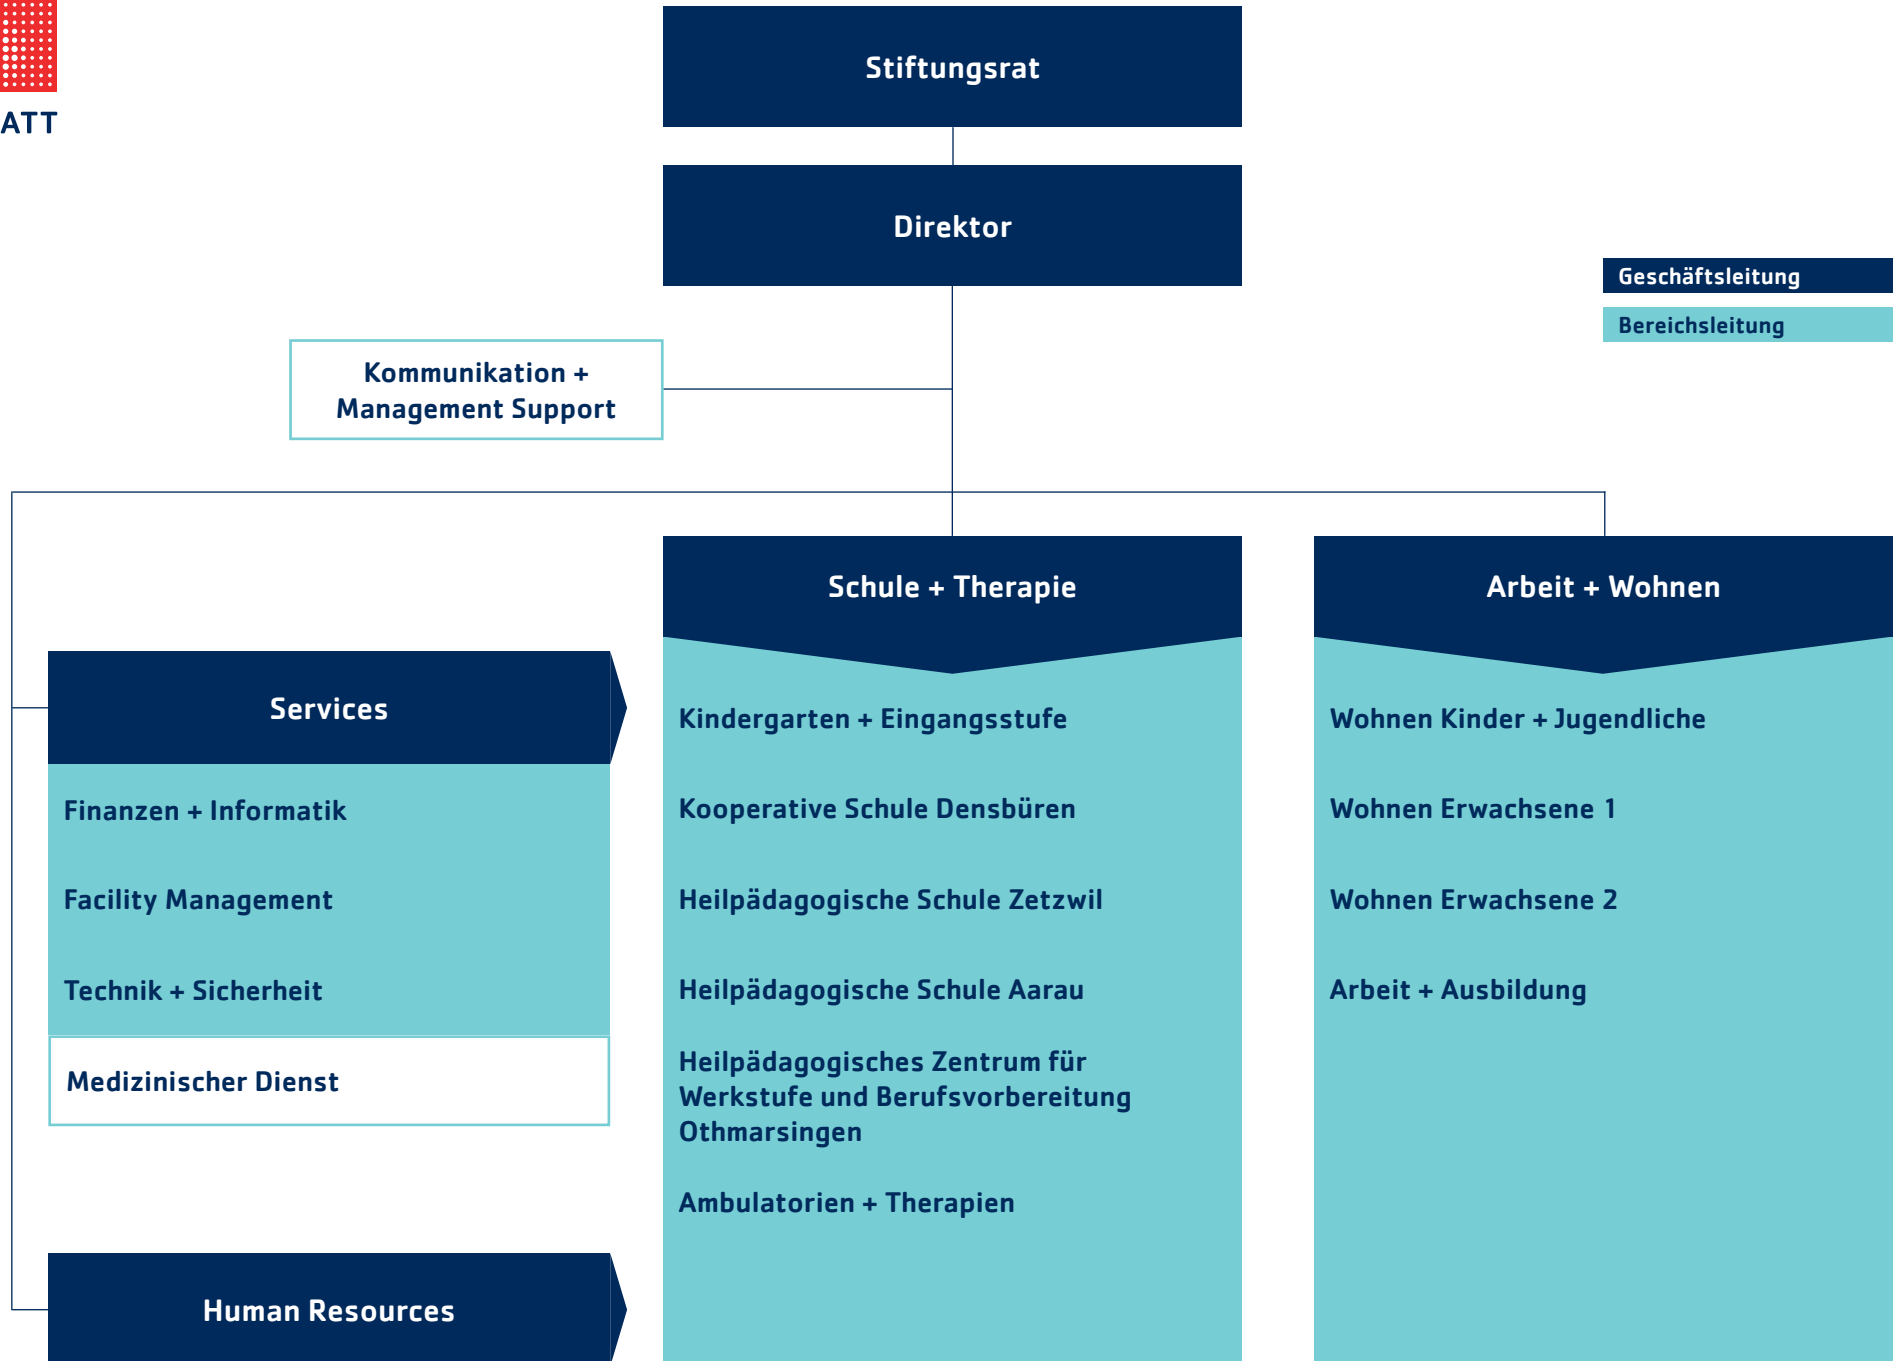 ATT
Stiftungsrat
Direktor
Geschäftsleitung
Bereichsleitung
Kommunikation +
Management Support
Services
Finanzen + Informatik
Facility Management
Technik + Sicherheit
Medizinischer Dienst
Human Resources
Schule + Therapie
Kindergarten + Eingangsstufe
Kooperative Schule Densbüren
Heilpädagogische Schule Zetzwil
Heilpädagogische Schule Aarau
Heilpädagogisches Zentrum für
Werkstufe und Berufsvorbereitung
Othmarsingen
Ambulatorien + Therapien
Arbeit + Wohnen
Wohnen Kinder + Jugendliche
Wohnen Erwachsene 1
Wohnen Erwachsene 2
Arbeit + Ausbildung